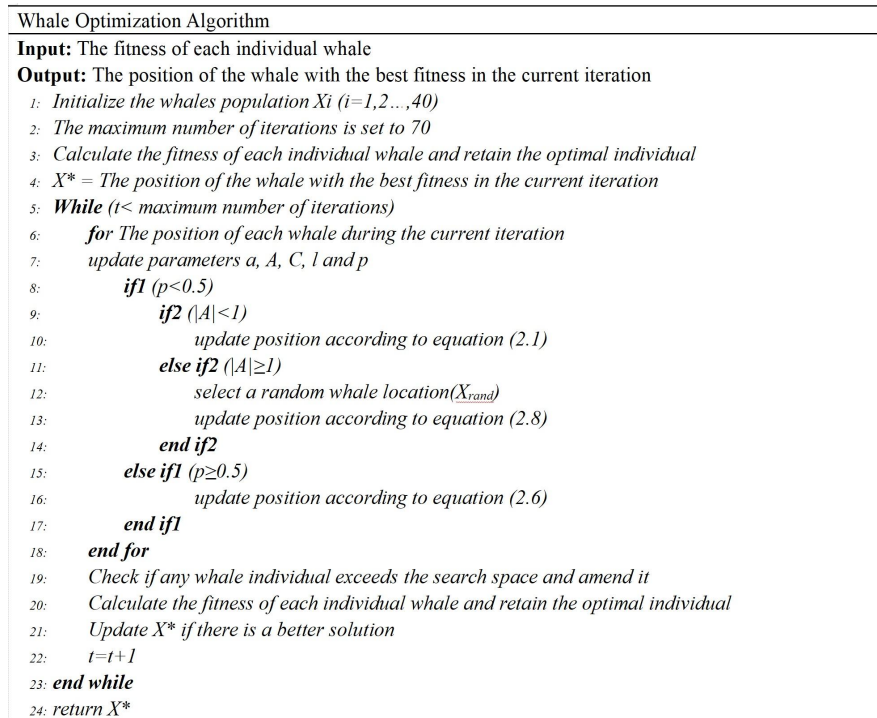 Whale Optimization Algorithm
Input: The fitness of each individual whale
Output: The position of the whale with the best fitness in the current iteration
1: Initialize the whales population Xi (i=1,2...,40)
2: The maximum number of iterations is set to 70
3: Calculate the fitness of each individual whale and retain the optimal individual
4: X* = The position of the whale with the best fitness in the current iteration
5: While (t< maximum number of iterations)
6: for The position of each whale during the current iteration
7: update parameters a, A, C, l and p
8: if1 (p<0.5)
9: if2 (|A|<1)
10: update position according to equation (2.1)
11: else if2 (|A|≥1)
12: select a random whale location(Xrand)
13: update position according to equation (2.8)
14: end if2
15: else if1 (p≥0.5)
16: update position according to equation (2.6)
17: end if1
18: end for
19: Check if any whale individual exceeds the search space and amend it
20: Calculate the fitness of each individual whale and retain the optimal individual
21: Update X* if there is a better solution
22: t=t+1
23: end while
24: return X*